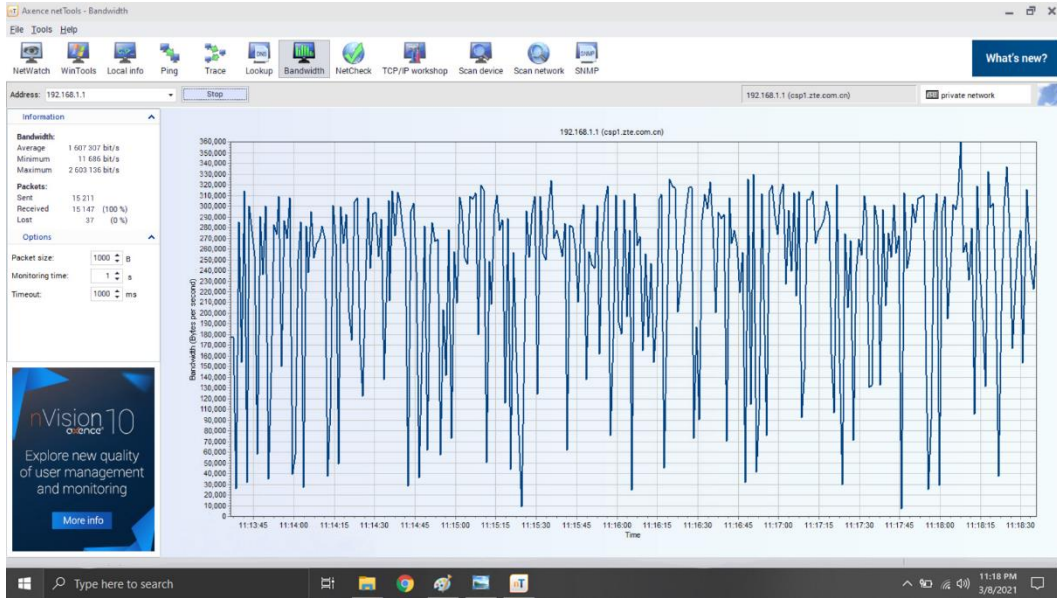 Axence netTools - Bandwidth
File Tools Help
NetWatch WinTools Local info Ping Trace Lookup Bandwidth NetCheck TCP/IP workshop Scan device Scan network SNMP
What's new?
Address: 192.168.1.1 Stop 192.168.1.1 (csp1.zte.com.cn) private network
Information
Bandwidth:
Average 1 607 307 bit/s
Minimum 11 686 bit/s
Maximum 2 603 136 bit/s
Packets:
Sent 15 211
Received 15 147 (100 %)
Lost 37 (0 %)
Options
Packet size: 1000 B
Monitoring time: 1 s
Timeout: 1000 ms
nVision 10
axence
Explore new quality
of user management
and monitoring
More info
192.168.1.1 (csp1.zte.com.cn)
Bandwidth (Bytes per second)
360,000
350,000
340,000
330,000
320,000
310,000
300,000
290,000
280,000
270,000
260,000
250,000
240,000
230,000
220,000
210,000
200,000
190,000
180,000
170,000
160,000
150,000
140,000
130,000
120,000
110,000
100,000
90,000
80,000
70,000
60,000
50,000
40,000
30,000
20,000
10,000
0
11:13:45 11:14:00 11:14:15 11:14:30 11:14:45 11:15:00 11:15:15 11:15:30 11:15:45 11:16:00 11:16:15 11:16:30 11:16:45 11:17:00 11:17:15 11:17:30 11:17:45 11:18:00 11:18:15 11:18:30
Time
Type here to search
11:18 PM
3/8/2021